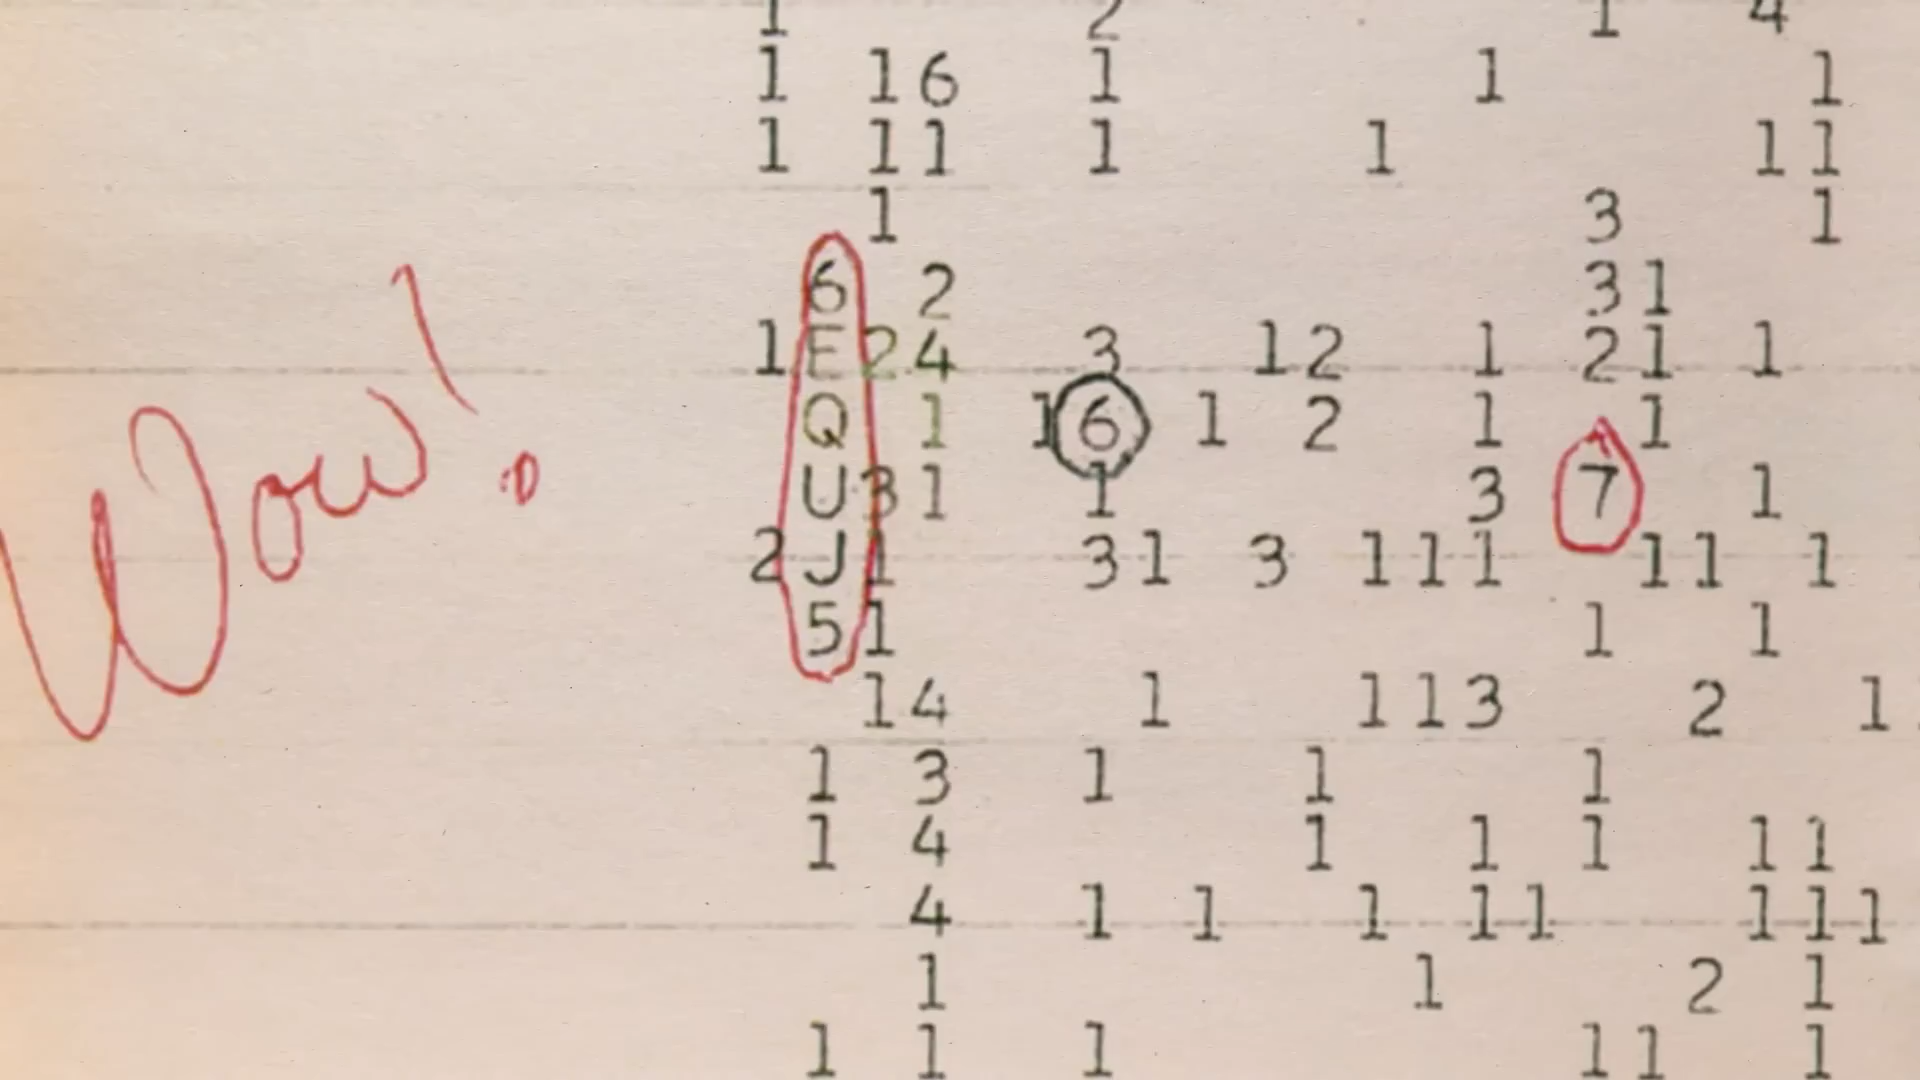 1 2 1 4
1 16 1 1 1
1 11 1 1 11
1 3 1
6 2 31
1E24 3 12 1 21 1
Q 1 16 1 2 1 1
U31 1 3 7 1
2J1 31 3 111 11 1
51 1 1
14 1 113 2 1
1 3 1 1 1
1 4 1 1 1 11
4 1 1 1 11 111
1 1 2 1
1 1 1 11 1
Wow!